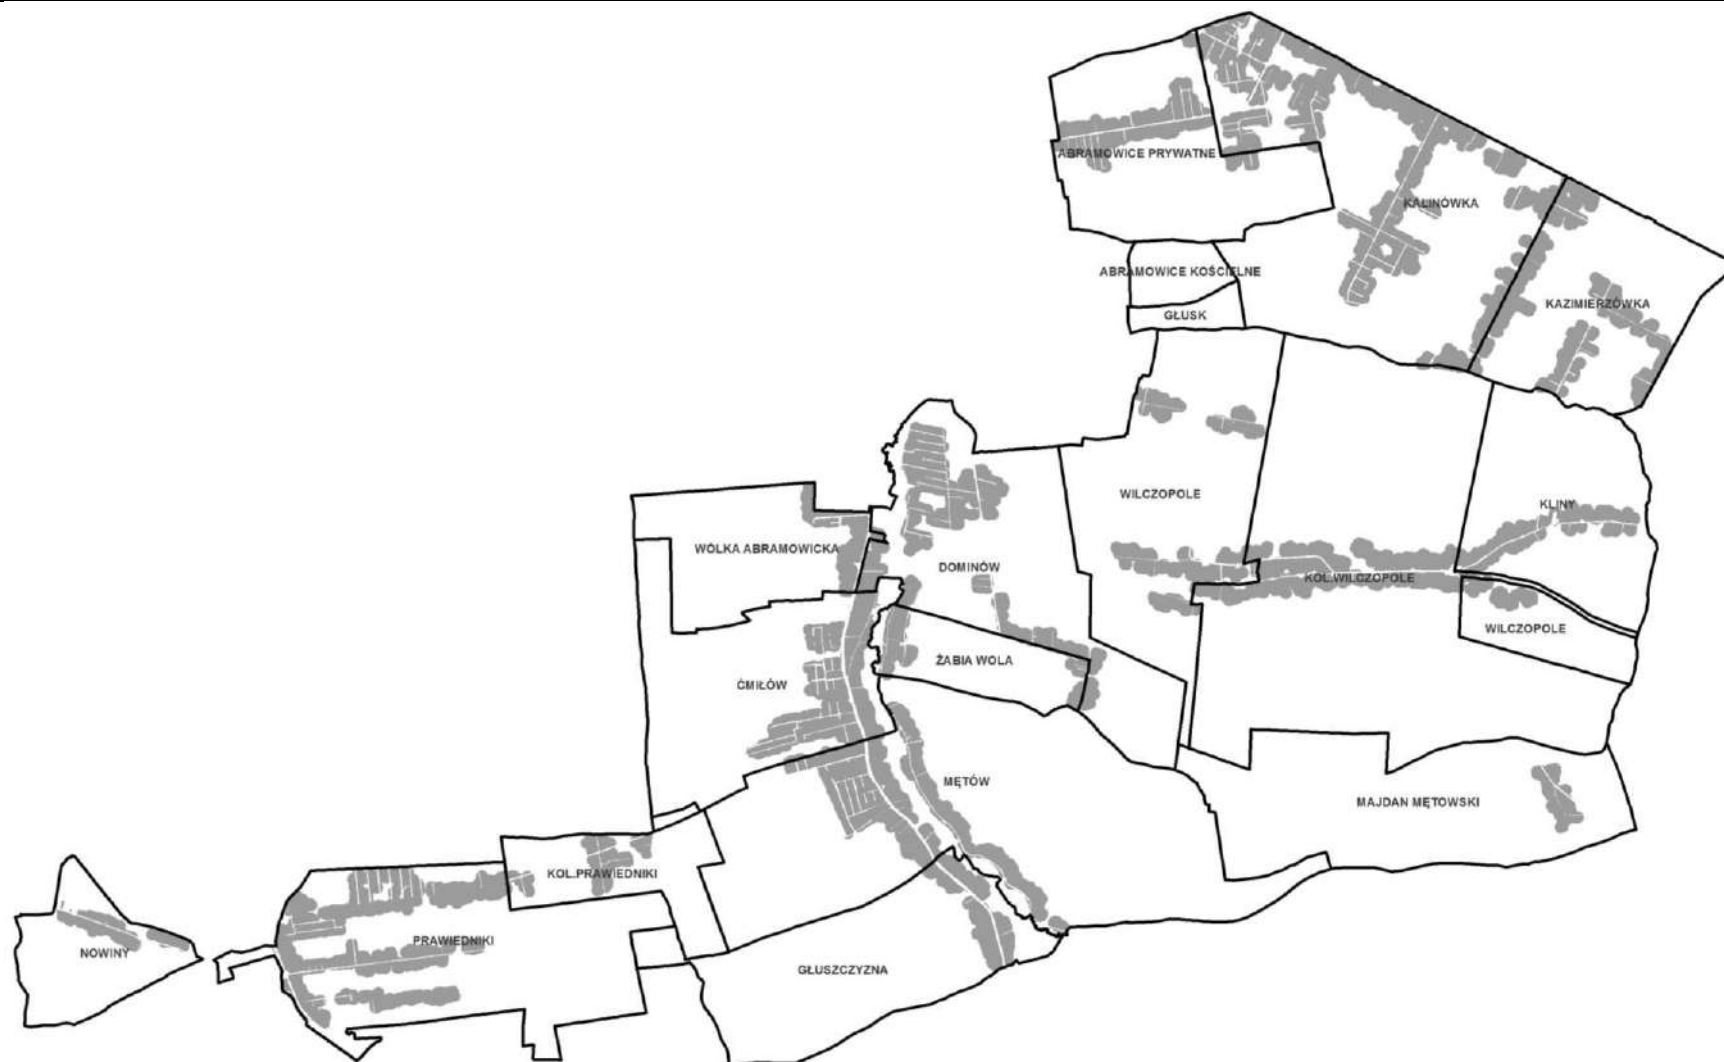 ABRAMOWICE PRYWATNE
KALINÓWKA
ABRAMOWICE KOŚCIELNE
KAZIMIERZÓWKA
GŁUSK
WILCZOPOLE
KLINY
WÓLKA ABRAMOWICKA
DOMINÓW
KOL.WILCZOPOLE
WILCZOPOLE
ŻABIA WOLA
ĆMIŁÓW
MĘTÓW
MAJDAN MĘTOWSKI
KOL.PRAWIEDNIKI
PRAWIEDNIKI
NOWINY
GŁUSZCZYZNA